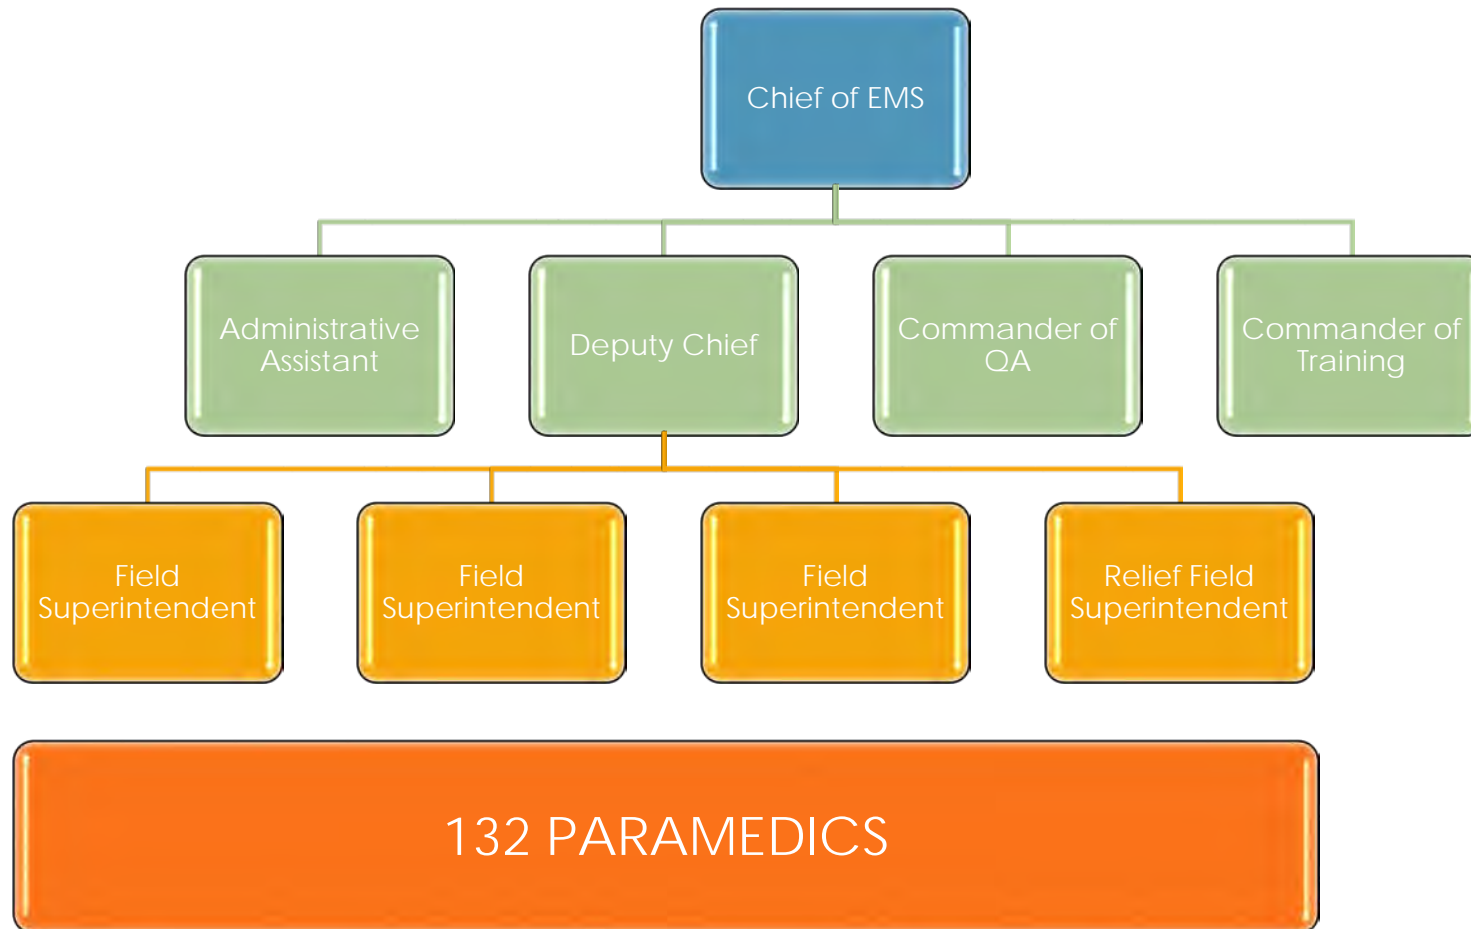 Chief of EMS
Administrative
Assistant
Deputy Chief
Commander of
QA
Commander of
Training
Field
Superintendent
Field
Superintendent
Field
Superintendent
Relief Field
Superintendent
132 PARAMEDICS